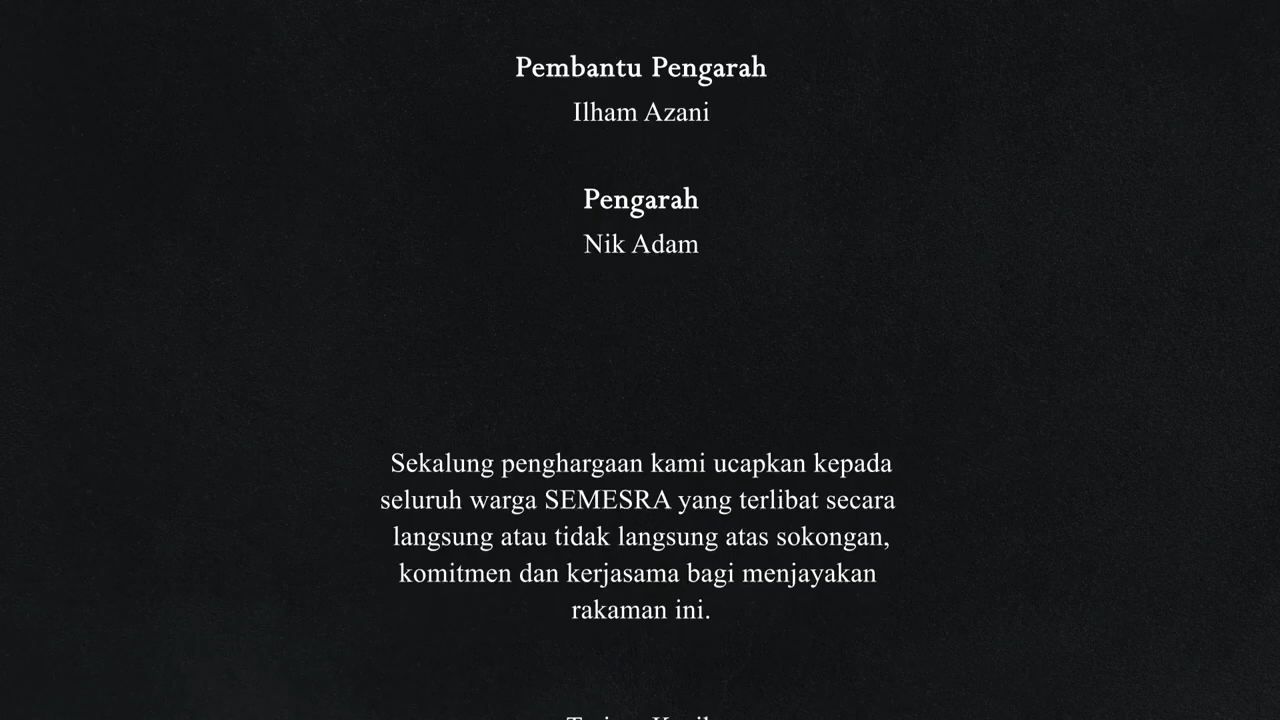 Pembantu Pengarah
Ilham Azani
Pengarah
Nik Adam
Sekalung penghargaan kami ucapkan kepada
seluruh warga SEMESRA yang terlibat secara
langsung atau tidak langsung atas sokongan,
komitmen dan kerjasama bagi menjayakan
rakaman ini.